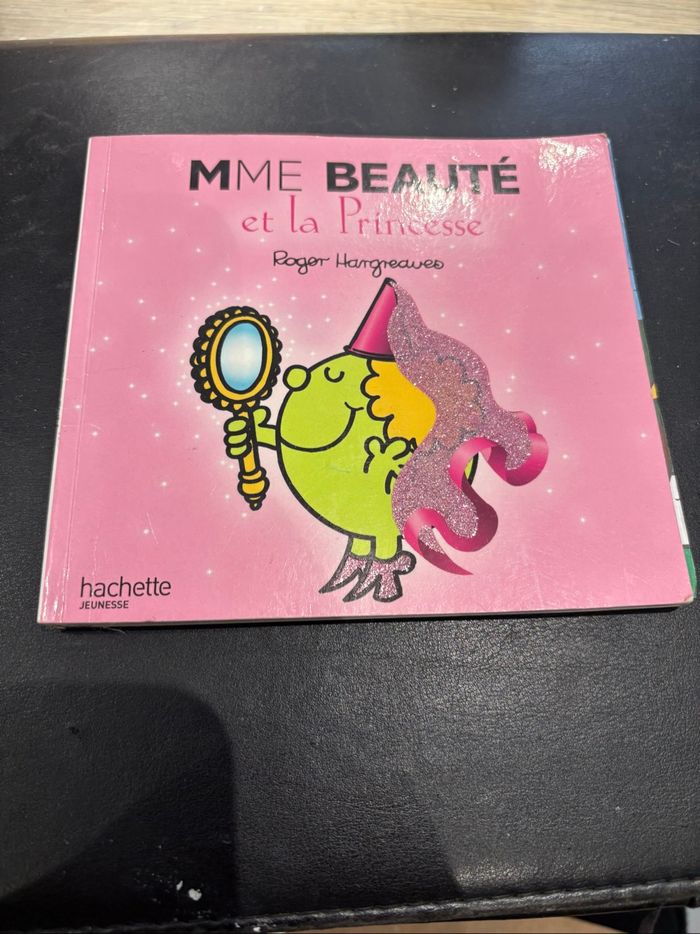 MME BEAUTÉ
et la Princesse
Roger Hargreaves
hachette
JEUNESSE